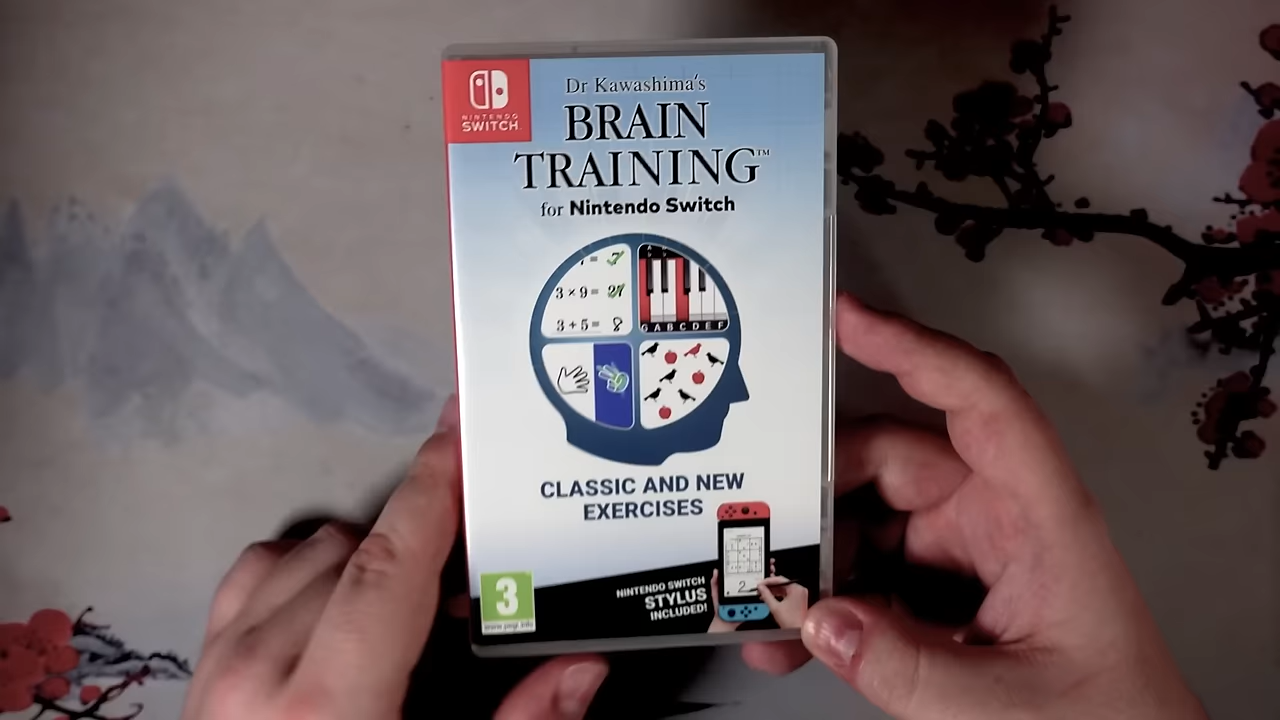 NINTENDO
SWITCH
Dr Kawashima's
BRAIN
TRAINING™
for Nintendo Switch
3 × 9 = 27
3 + 5 = 8
G A B C D E F
CLASSIC AND NEW
EXERCISES
NINTENDO SWITCH
STYLUS
INCLUDED!
2
3
www.pegi.info